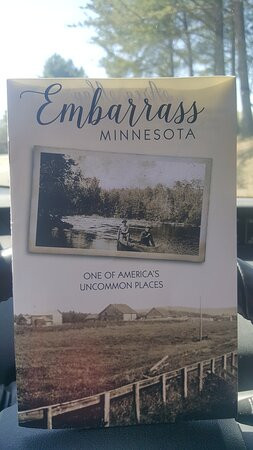 Embarrass
MINNESOTA
ONE OF AMERICA'S
UNCOMMON PLACES